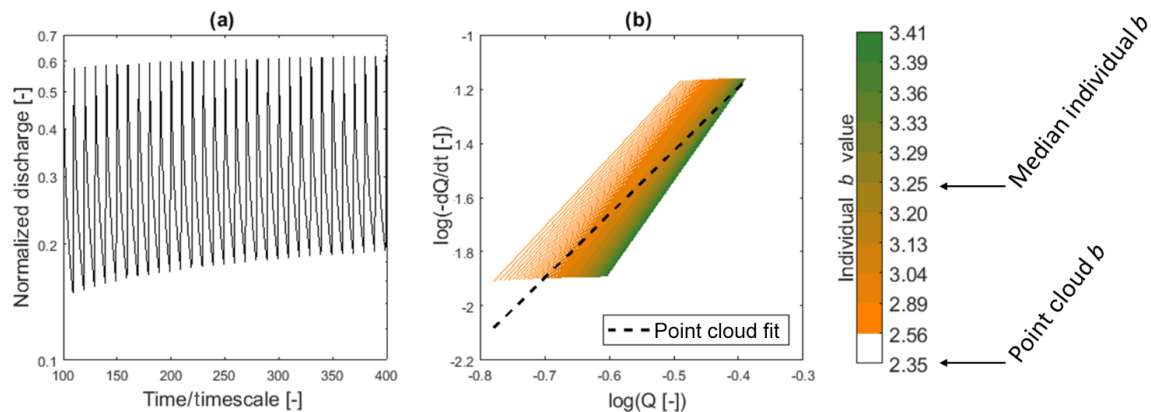 (a)
Normalized discharge [-]
0.7
0.6
0.5
0.4
0.3
0.2
0.1
100 150 200 250 300 350 400
Time/timescale [-]
(b)
log(-dQ/dt [-])
-1
-1.2
-1.4
-1.6
-1.8
-2
-2.2
Point cloud fit
-0.8 -0.7 -0.6 -0.5 -0.4 -0.3
log(Q [-])
Individual b value
3.41
3.39
3.36
3.33
3.29
3.25
3.20
3.13
3.04
2.89
2.56
2.35
Median individual b
Point cloud b